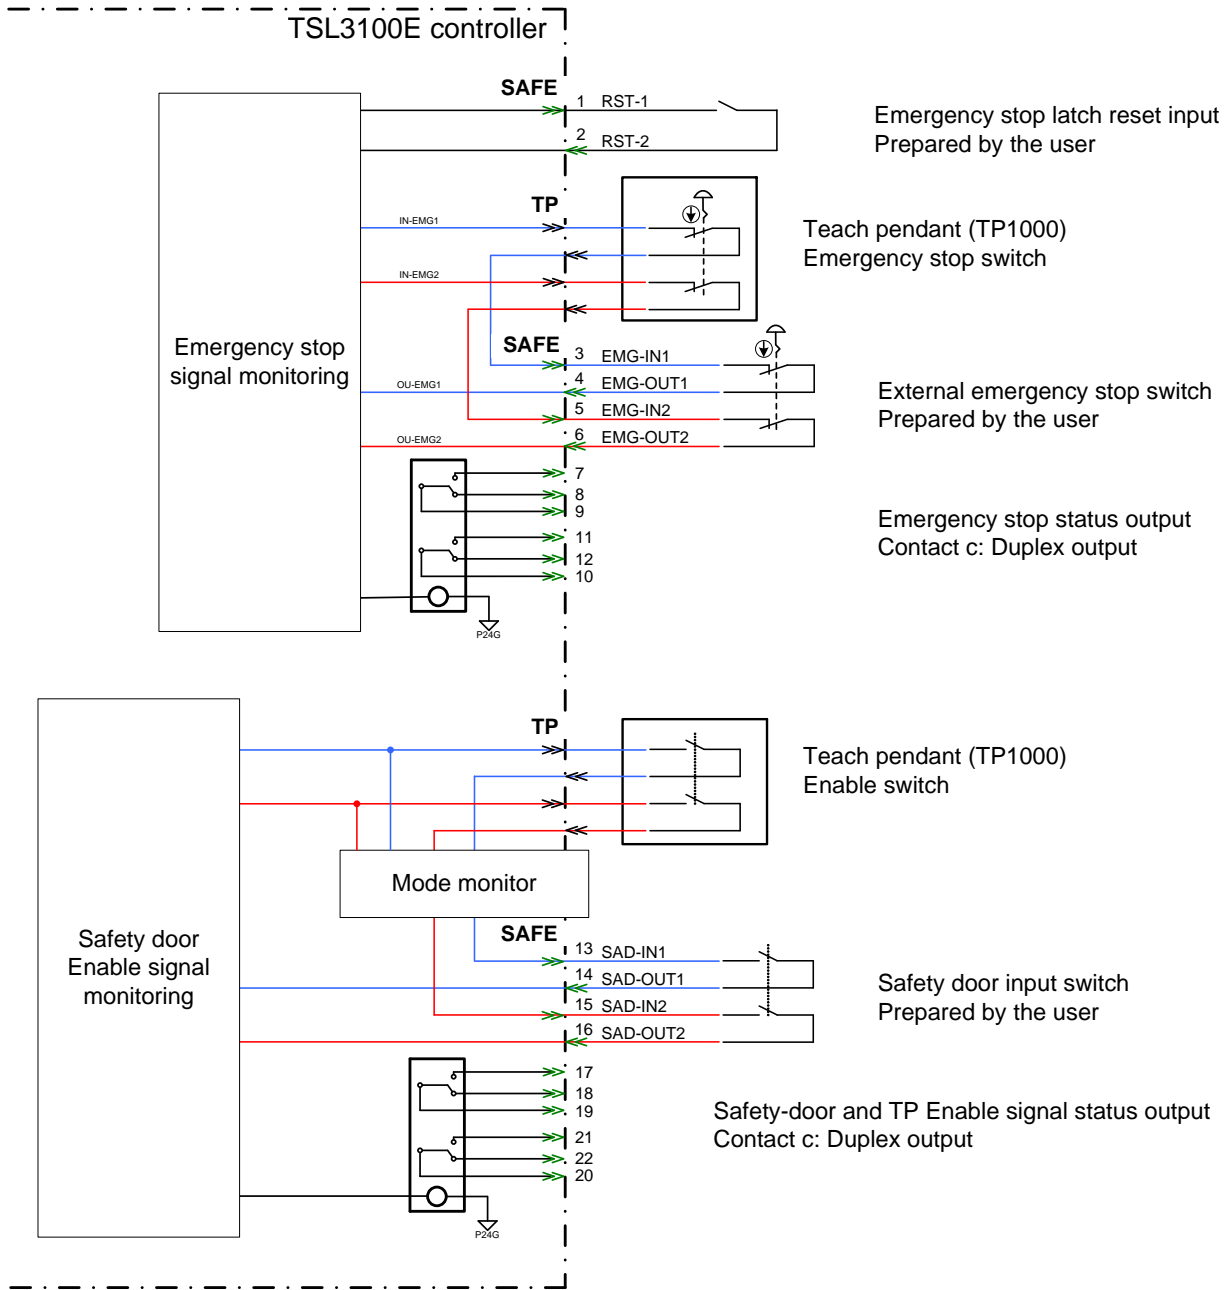 TSL3100E controller
SAFE
1 RST-1
2 RST-2
Emergency stop latch reset input
Prepared by the user
TP
IN-EMG1
IN-EMG2
Teach pendant (TP1000)
Emergency stop switch
Emergency stop
signal monitoring
SAFE
3 EMG-IN1
OU-EMG1
4 EMG-OUT1
5 EMG-IN2
OU-EMG2
6 EMG-OUT2
External emergency stop switch
Prepared by the user
7
8
9
11
12
10
P24G
Emergency stop status output
Contact c: Duplex output
TP
Teach pendant (TP1000)
Enable switch
Mode monitor
Safety door
Enable signal
monitoring
SAFE
13 SAD-IN1
14 SAD-OUT1
15 SAD-IN2
16 SAD-OUT2
Safety door input switch
Prepared by the user
17
18
19
21
22
20
P24G
Safety-door and TP Enable signal status output
Contact c: Duplex output